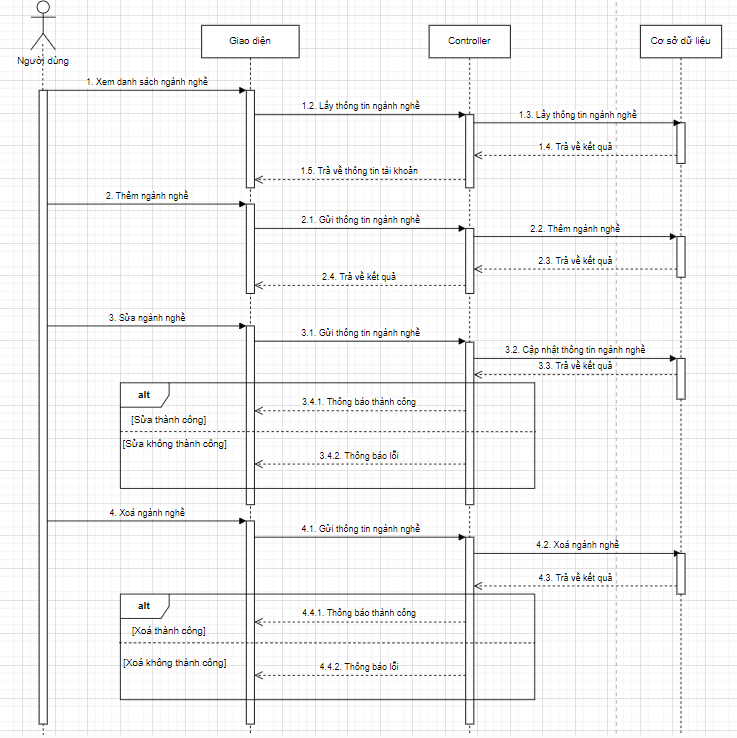 Người dùng
Giao diện
Controller
Cơ sở dữ liệu
1. Xem danh sách ngành nghề
1.2. Lấy thông tin ngành nghề
1.3. Lấy thông tin ngành nghề
1.4. Trả về kết quả
1.5. Trả về thông tin tài khoản
2. Thêm ngành nghề
2.1. Gửi thông tin ngành nghề
2.2. Thêm ngành nghề
2.3. Trả về kết quả
2.4. Trả về kết quả
3. Sửa ngành nghề
3.1. Gửi thông tin ngành nghề
3.2. Cập nhật thông tin ngành nghề
3.3. Trả về kết quả
alt
3.4.1. Thông báo thành công
[Sửa thành công]
[Sửa không thành công]
3.4.2. Thông báo lỗi
4. Xoá ngành nghề
4.1. Gửi thông tin ngành nghề
4.2. Xoá ngành nghề
4.3. Trả về kết quả
alt
4.4.1. Thông báo thành công
[Xoá thành công]
[Xoá không thành công]
4.4.2. Thông báo lỗi